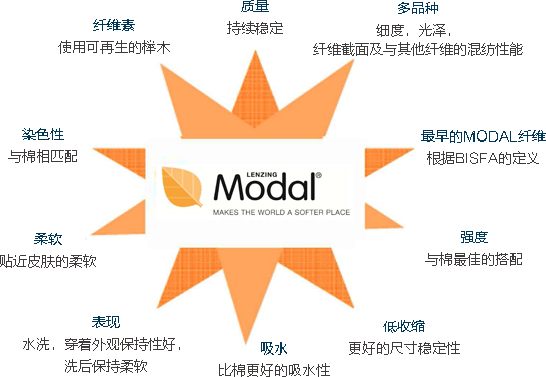 质量
持续稳定
多品种
细度，光泽，
纤维截面及与其他纤维的混纺性能
纤维素
使用可再生的榉木
染色性
与棉相匹配
最早的MODAL纤维
根据BISFA的定义
LENZING
Modal®
MAKES THE WORLD A SOFTER PLACE
柔软
贴近皮肤的柔软
强度
与棉最佳的搭配
表现
水洗，穿着外观保持性好，
洗后保持柔软
吸水
比棉更好的吸水性
低收缩
更好的尺寸稳定性